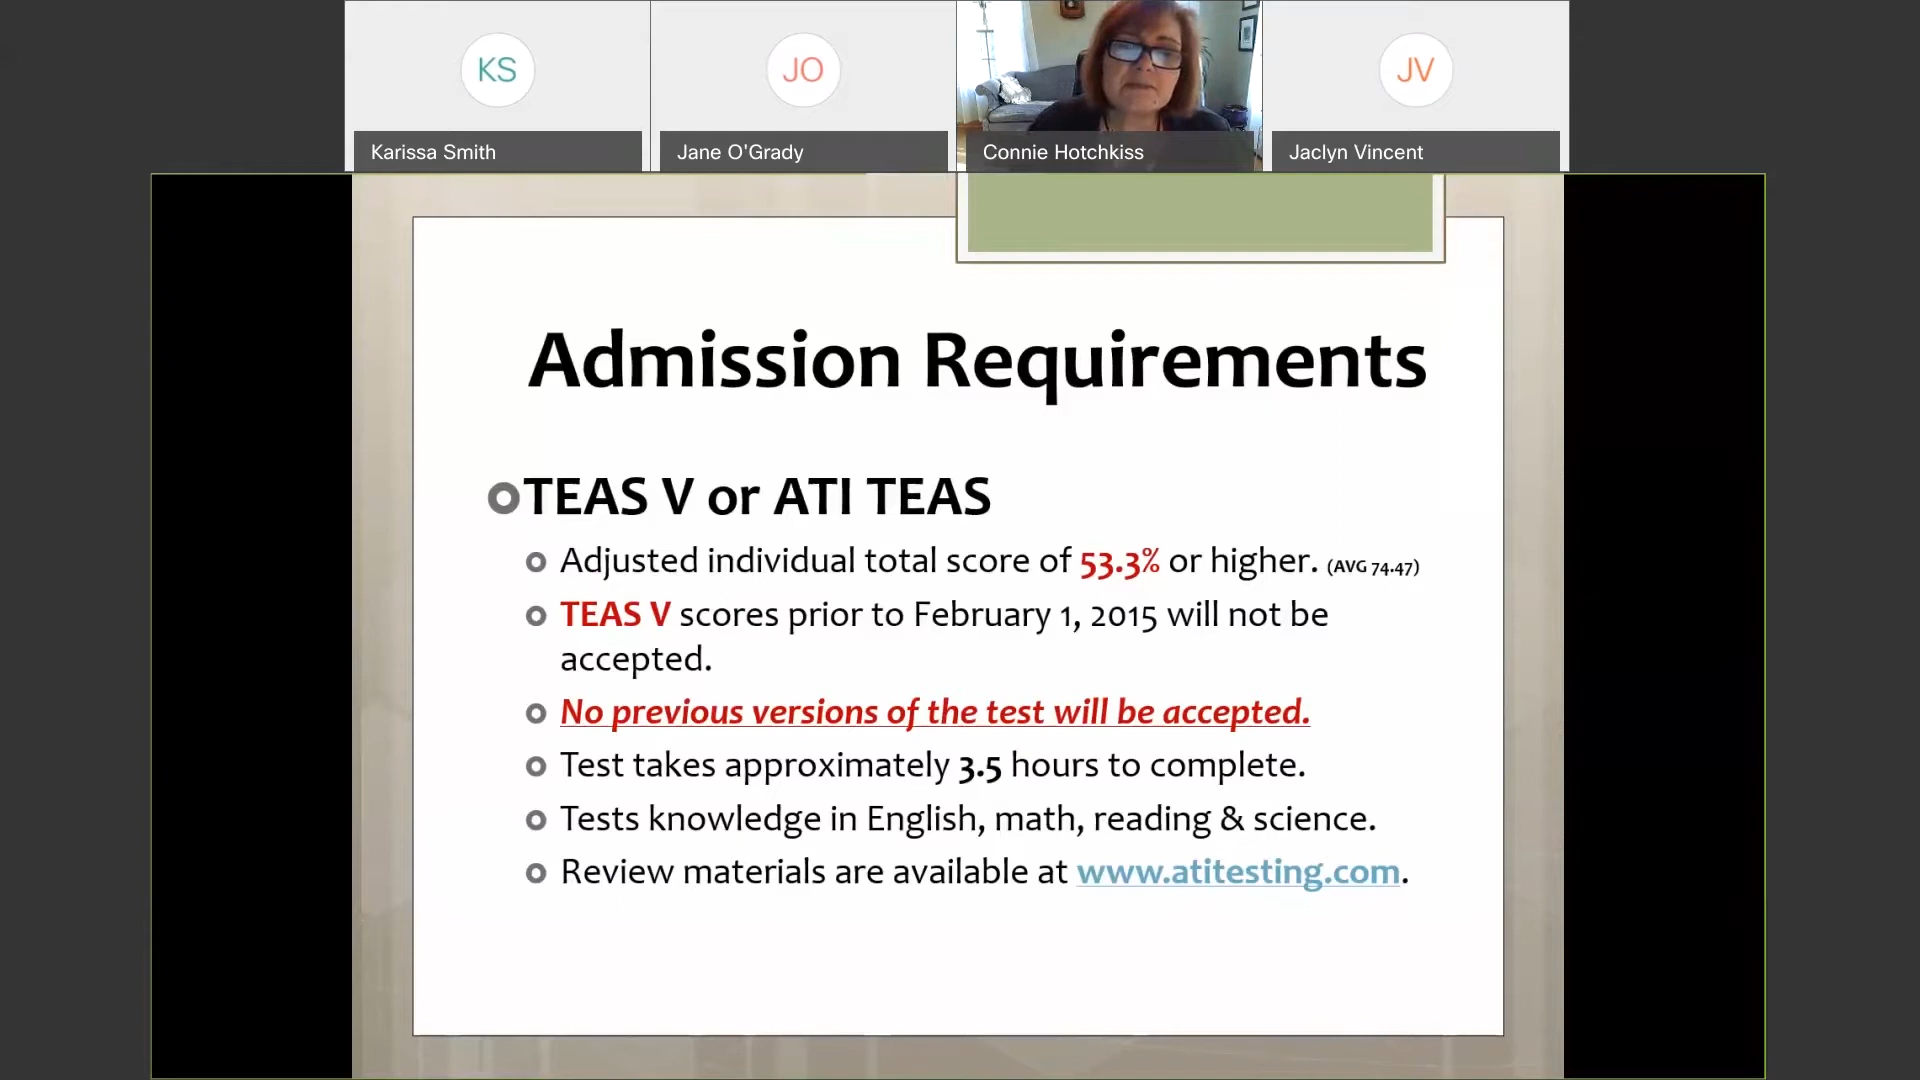 KS
JO
JV
Karissa Smith
Jane O'Grady
Connie Hotchkiss
Jaclyn Vincent
Admission Requirements
TEAS V or ATI TEAS
Adjusted individual total score of 53.3% or higher. (AVG 74.47)
TEAS V scores prior to February 1, 2015 will not be
accepted.
No previous versions of the test will be accepted.
Test takes approximately 3.5 hours to complete.
Tests knowledge in English, math, reading & science.
Review materials are available at www.atitesting.com.